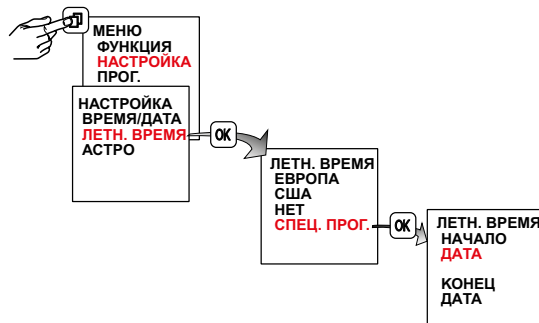 МЕНЮ
ФУНКЦИЯ
НАСТРОЙКА
ПРОГ.
НАСТРОЙКА
ВРЕМЯ/ДАТА
ЛЕТН. ВРЕМЯ
АСТРО
OK
ЛЕТН. ВРЕМЯ
ЕВРОПА
США
НЕТ
СПЕЦ. ПРОГ.
OK
ЛЕТН. ВРЕМЯ
НАЧАЛО
ДАТА
КОНЕЦ
ДАТА